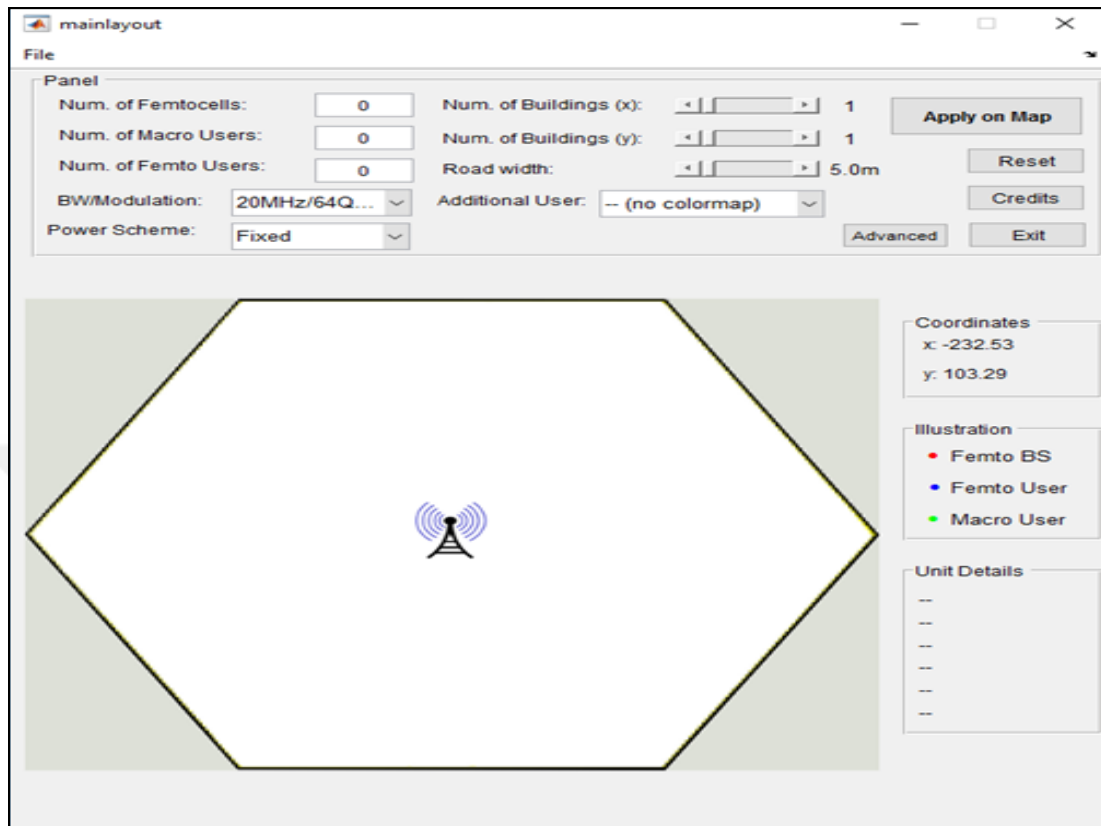 mainlayout
File
Panel
Num. of Femtocells: 0 Num. of Buildings (x): 1 Apply on Map
Num. of Macro Users: 0 Num. of Buildings (y): 1
Num. of Femto Users: 0 Road width: 5.0m Reset
BW/Modulation: 20MHz/64Q... Additional User: -- (no colormap) Credits
Power Scheme: Fixed Advanced Exit
Coordinates
x: -232.53
y: 103.29
Illustration
Femto BS
Femto User
Macro User
Unit Details
--
--
--
--
--
--